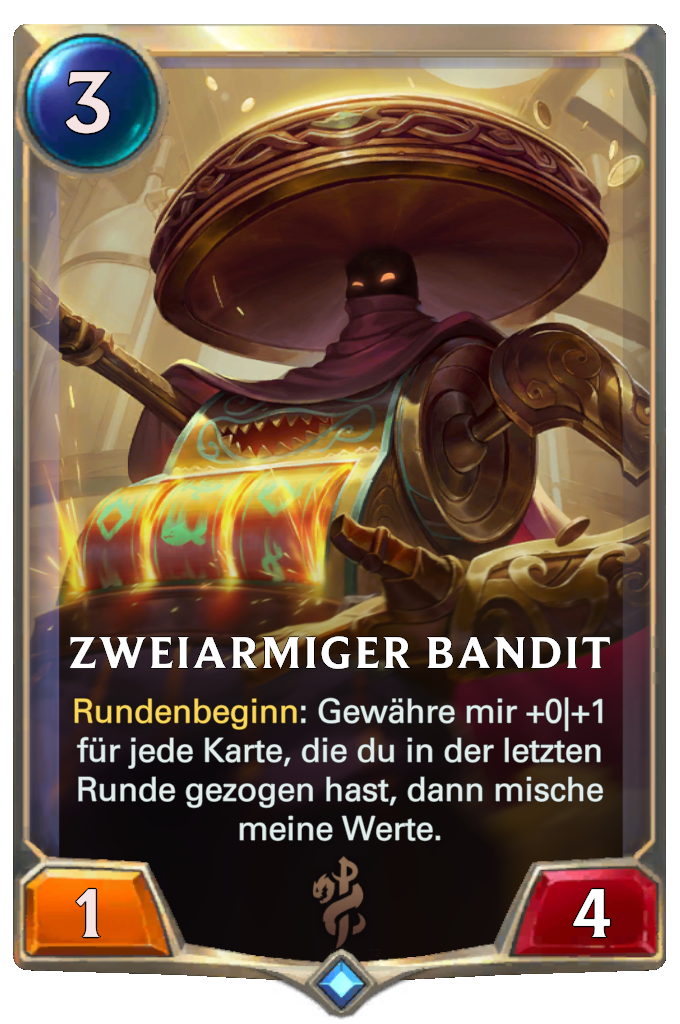 3
ZWEIARMIGER BANDIT
Rundenbeginn: Gewähre mir +0|+1
für jede Karte, die du in der letzten
Runde gezogen hast, dann mische
meine Werte.
1
4